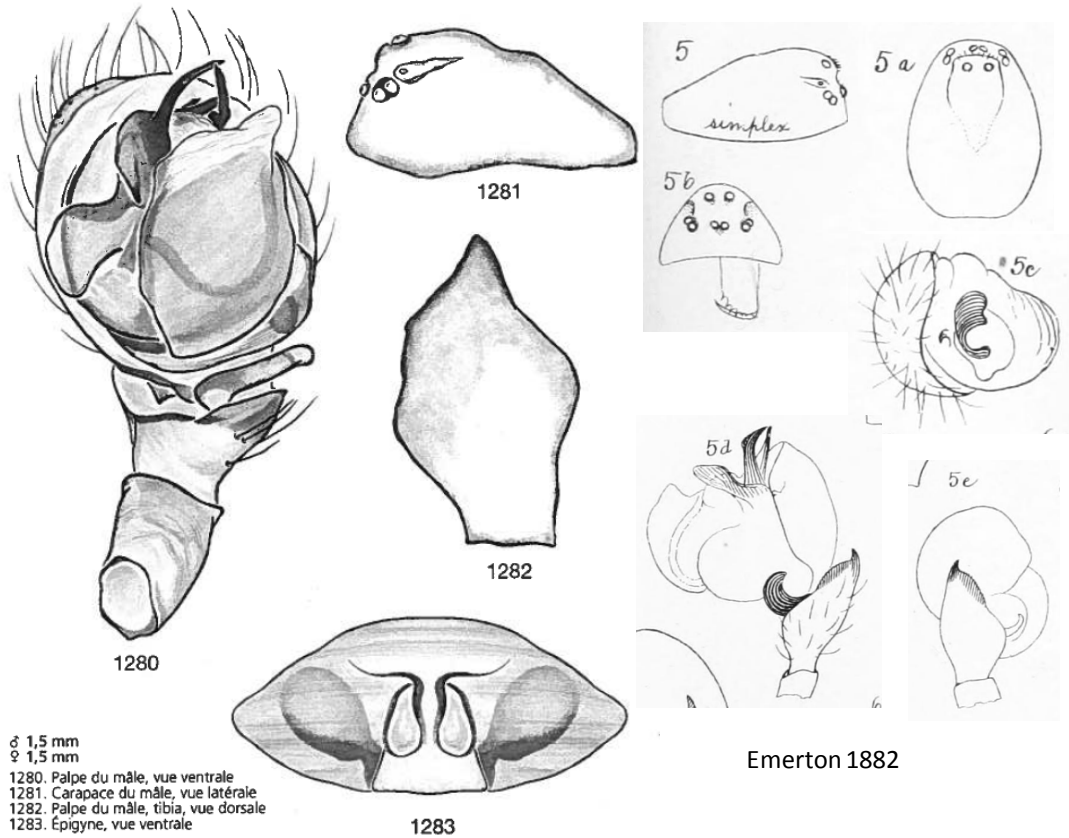 5
5 a
simplex
1281
5b
5c
h
5d
5e
1282
1280
♂ 1,5 mm
♀ 1,5 mm
1280. Palpe du mâle, vue ventrale
1281. Carapace du mâle, vue latérale
1282. Palpe du mâle, tibia, vue dorsale
1283. Épigyne, vue ventrale
1283
Emerton 1882